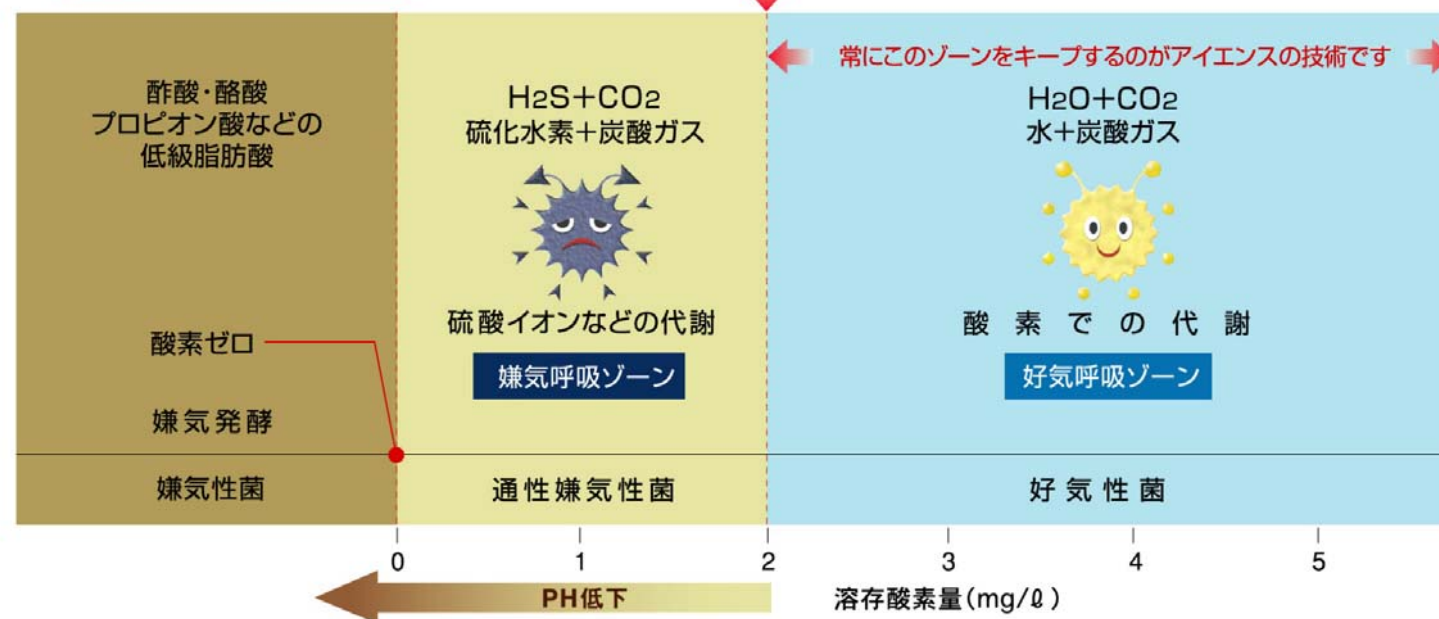 常にこのゾーンをキープするのがアイエンスの技術です
酢酸・酪酸
プロピオン酸などの
低級脂肪酸
酸素ゼロ
嫌気発酵
嫌気性菌
H2S+CO2
硫化水素+炭酸ガス
硫酸イオンなどの代謝
嫌気呼吸ゾーン
通性嫌気性菌
H2O+CO2
水+炭酸ガス
酸素での代謝
好気呼吸ゾーン
好気性菌
0 1 2 3 4 5
PH低下
溶存酸素量(mg/ℓ)